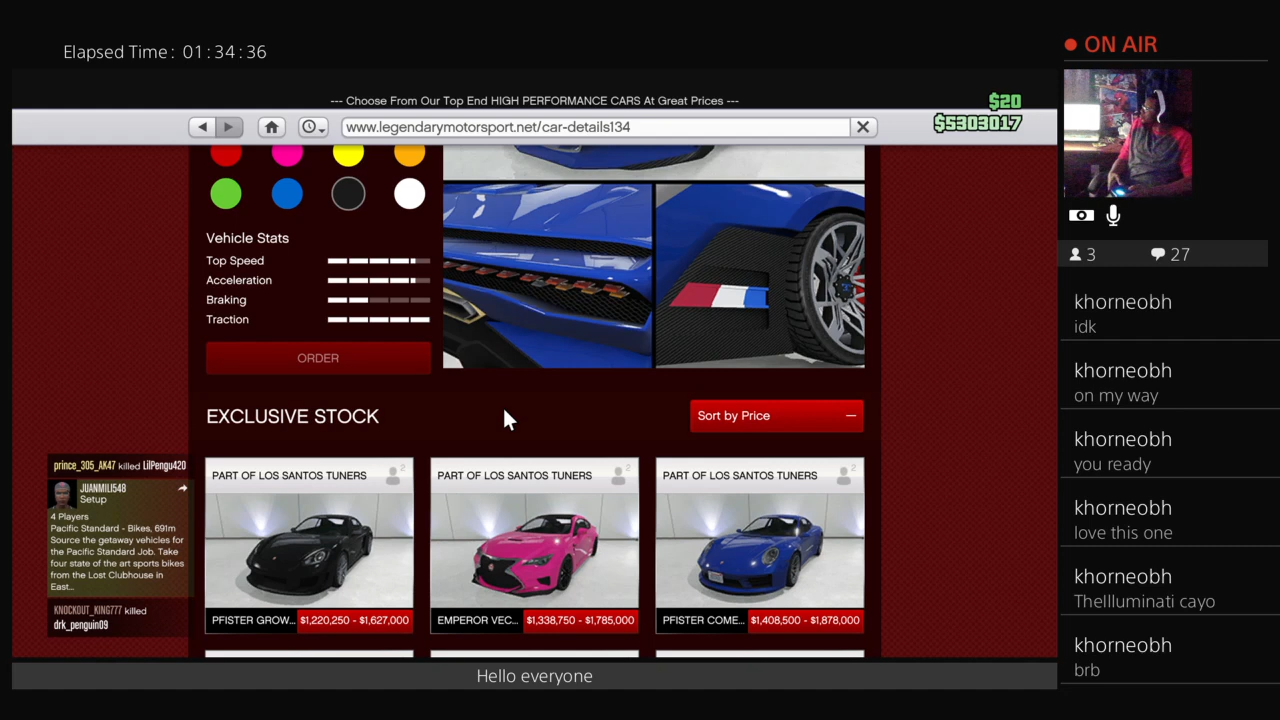 Elapsed Time: 01:34:36
ON AIR
--- Choose From Our Top End HIGH PERFORMANCE CARS At Great Prices ---
$20
$5303017
www.legendarymotorsport.net/car-details134
Vehicle Stats
Top Speed
Acceleration
Braking
Traction
ORDER
EXCLUSIVE STOCK
Sort by Price
PART OF LOS SANTOS TUNERS
2
PART OF LOS SANTOS TUNERS
2
PART OF LOS SANTOS TUNERS
2
PFISTER GROW... $1,220,250 - $1,627,000
EMPEROR VEC... $1,338,750 - $1,785,000
PFISTER COME... $1,408,500 - $1,878,000
prince_305_AK47 killed LilPengu420
JUANMILI548
Setup
4 Players
Pacific Standard - Bikes, 691m
Source the getaway vehicles for
the Pacific Standard Job. Take
four state of the art sports bikes
from the Lost Clubhouse in
East...
KNOCKOUT_KING777 killed
drk_penguin09
Hello everyone
3
27
khorneobh
idk
khorneobh
on my way
khorneobh
you ready
khorneobh
love this one
khorneobh
TheIlluminati cayo
khorneobh
brb